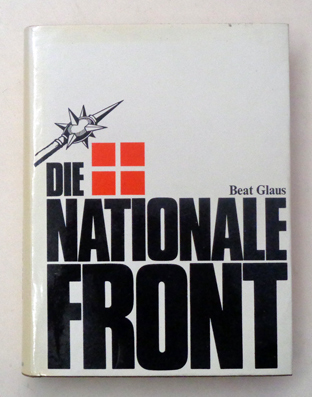 DIE
Beat Glaus
NATIONALE
FRONT